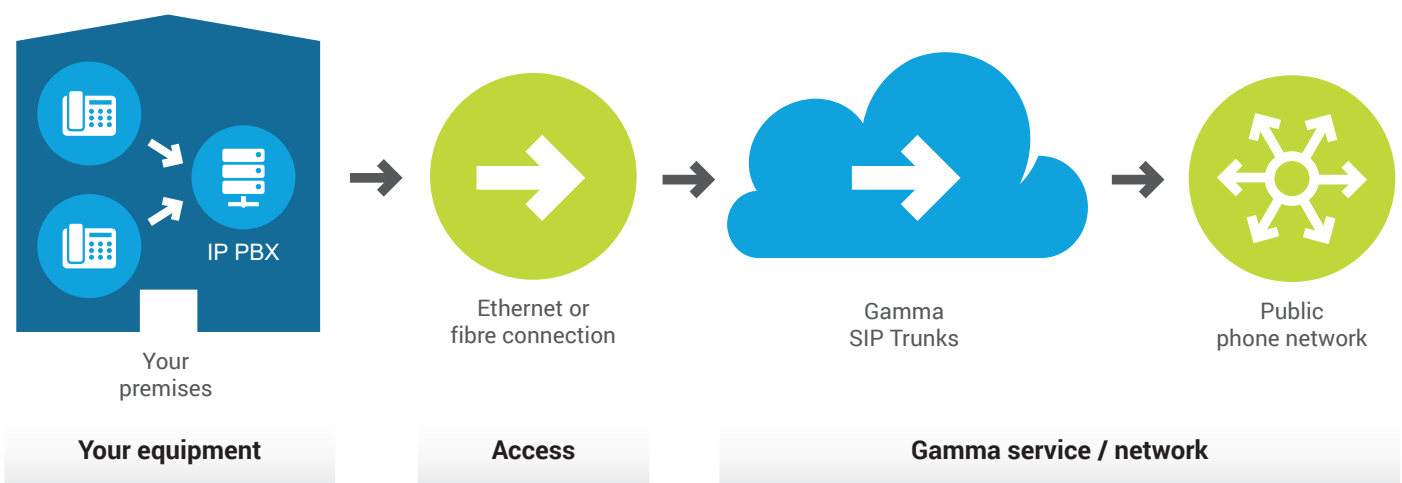 IP PBX
Your
premises
Ethernet or
fibre connection
Gamma
SIP Trunks
Public
phone network
Your equipment
Access
Gamma service / network